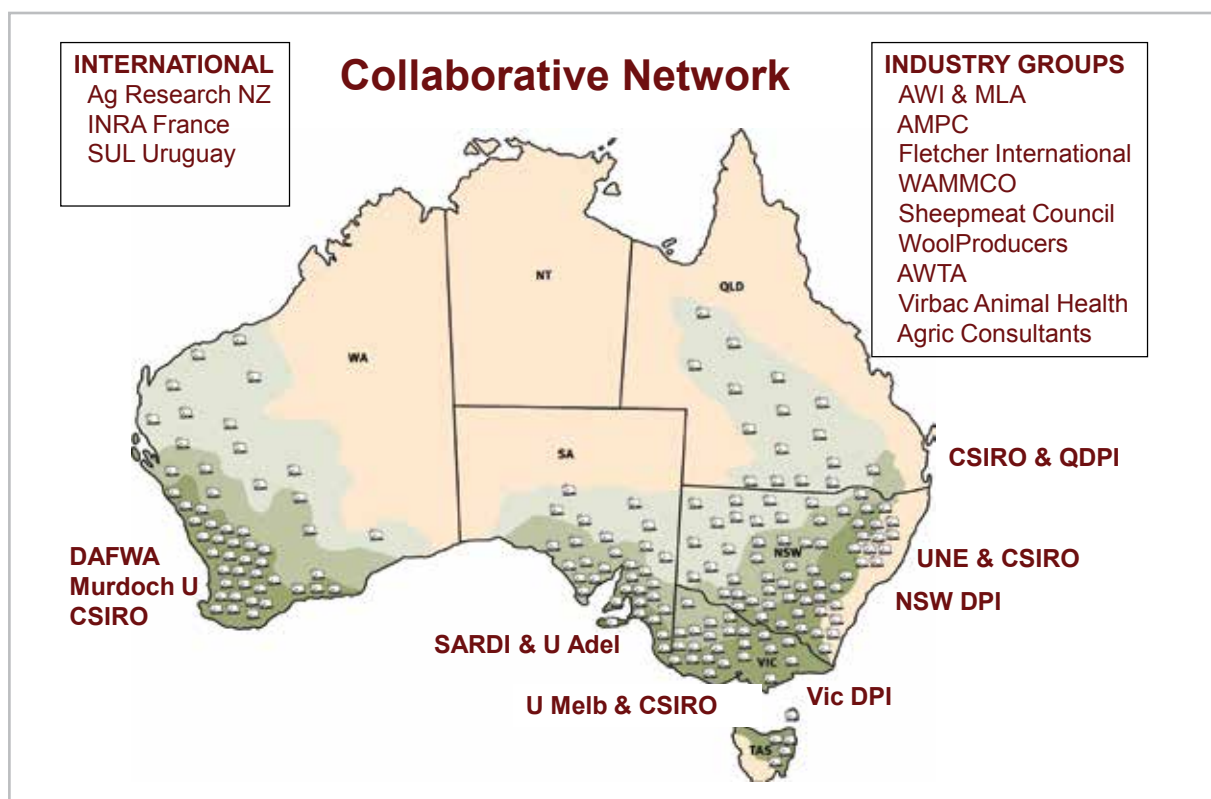 Collaborative Network
INTERNATIONAL
Ag Research NZ
INRA France
SUL Uruguay
INDUSTRY GROUPS
AWI & MLA
AMPC
Fletcher International
WAMMCO
Sheepmeat Council
WoolProducers
AWTA
Virbac Animal Health
Agric Consultants
NT
QLD
WA
SA
NSW
VIC
TAS
CSIRO & QDPI
UNE & CSIRO
NSW DPI
DAFWA
Murdoch U
CSIRO
SARDI & U Adel
U Melb & CSIRO
Vic DPI